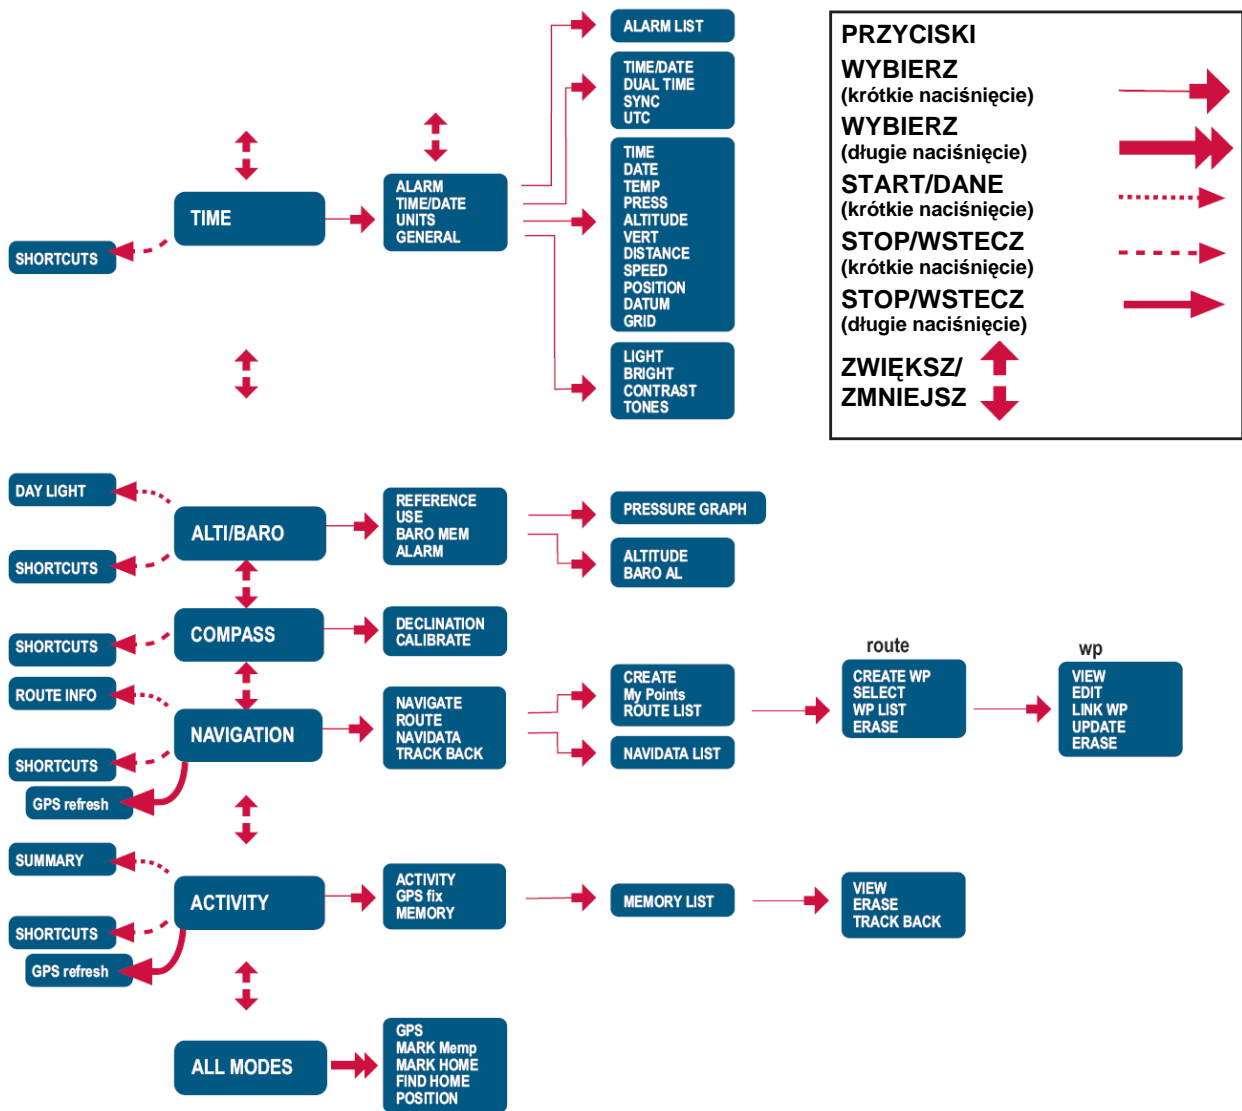 ALARM LIST
TIME/DATE
DUAL TIME
SYNC
UTC
TIME
SHORTCUTS
ALARM
TIME/DATE
UNITS
GENERAL
TIME
DATE
TEMP
PRESS
ALTITUDE
VERT
DISTANCE
SPEED
POSITION
DATUM
GRID
LIGHT
BRIGHT
CONTRAST
TONES
PRZYCISKI
WYBIERZ
(krótkie naciśnięcie)
WYBIERZ
(długie naciśnięcie)
START/DANE
(krótkie naciśnięcie)
STOP/WSTECZ
(krótkie naciśnięcie)
STOP/WSTECZ
(długie naciśnięcie)
ZWIĘKSZ/
ZMNIEJSZ
DAY LIGHT
ALTI/BARO
SHORTCUTS
REFERENCE
USE
BARO MEM
ALARM
PRESSURE GRAPH
ALTITUDE
BARO AL
SHORTCUTS
COMPASS
DECLINATION
CALIBRATE
ROUTE INFO
NAVIGATION
SHORTCUTS
GPS refresh
NAVIGATE
ROUTE
NAVIDATA
TRACK BACK
CREATE
My Points
ROUTE LIST
NAVIDATA LIST
route
CREATE WP
SELECT
WP LIST
ERASE
wp
VIEW
EDIT
LINK WP
UPDATE
ERASE
SUMMARY
ACTIVITY
SHORTCUTS
GPS refresh
ACTIVITY
GPS fix
MEMORY
MEMORY LIST
VIEW
ERASE
TRACK BACK
ALL MODES
GPS
MARK Memp
MARK HOME
FIND HOME
POSITION